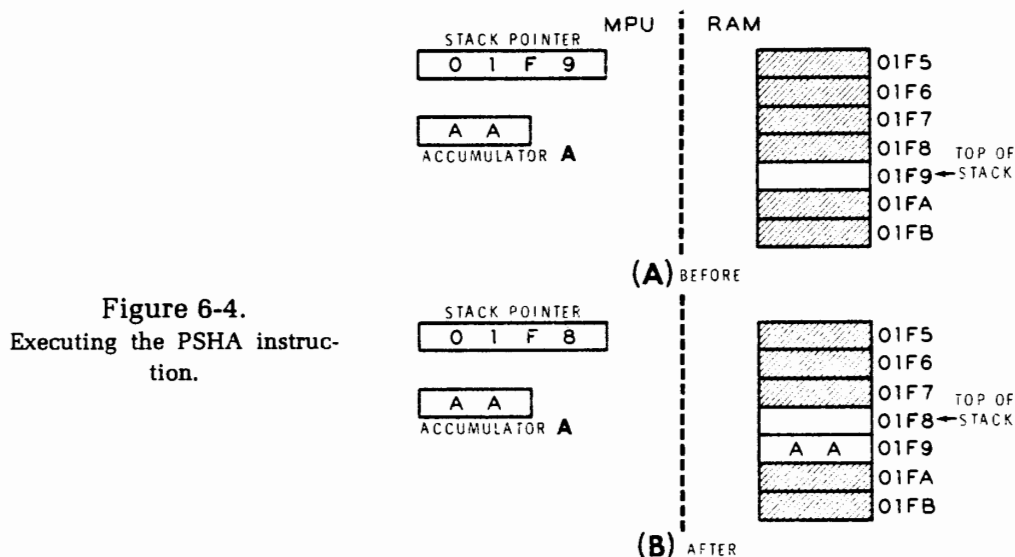 MPU RAM
STACK POINTER
0 1 F 9
A A
ACCUMULATOR A
01F5
01F6
01F7
01F8
01F9 ← TOP OF STACK
01FA
01FB
(A) BEFORE
Figure 6-4.
Executing the PSHA instruc-
tion.
STACK POINTER
0 1 F 8
A A
ACCUMULATOR A
01F5
01F6
01F7
01F8 ← TOP OF STACK
A A 01F9
01FA
01FB
(B) AFTER